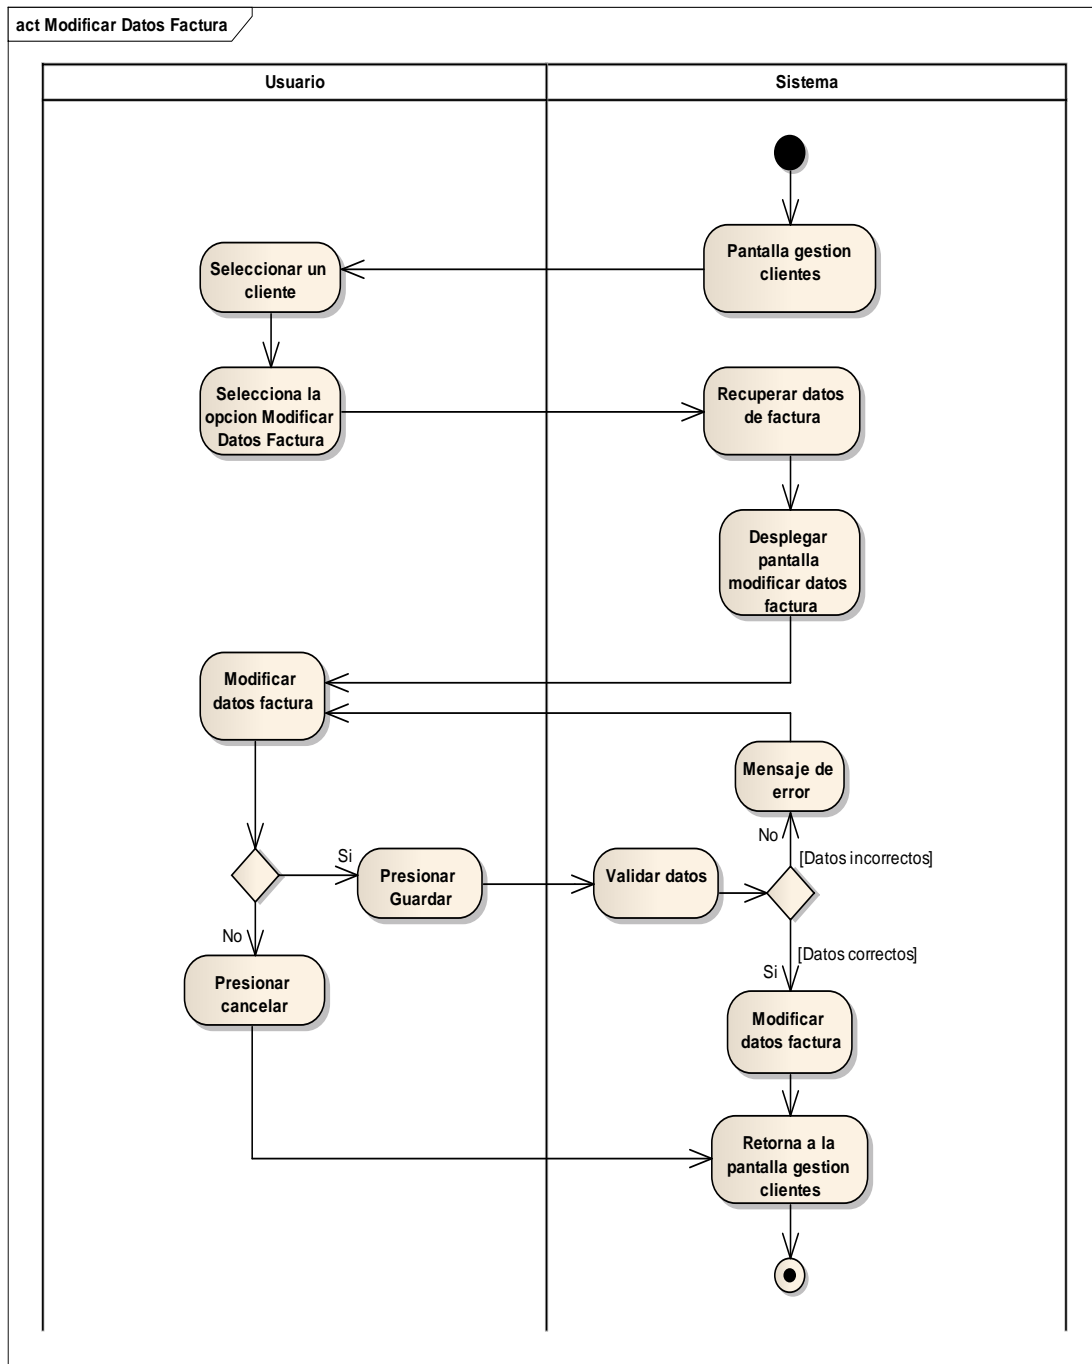 act Modificar Datos Factura
Usuario
Sistema
Pantalla gestion
clientes
Seleccionar un
cliente
Selecciona la
opcion Modificar
Datos Factura
Recuperar datos
de factura
Desplegar
pantalla
modificar datos
factura
Modificar
datos factura
Mensaje de
error
No
[Datos incorrectos]
Si
Presionar
Guardar
Validar datos
No
[Datos correctos]
Si
Presionar
cancelar
Modificar
datos factura
Retorna a la
pantalla gestion
clientes